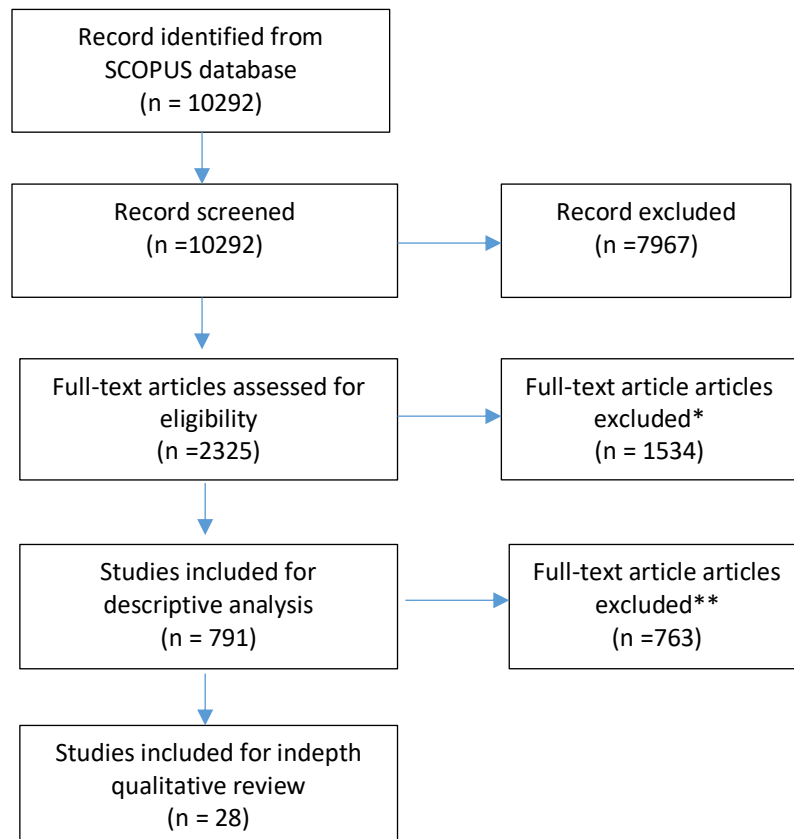 Record identified from
SCOPUS database
(n = 10292)
Record screened
(n =10292)
Record excluded
(n =7967)
Full-text articles assessed for
eligibility
(n =2325)
Full-text article articles
excluded*
(n = 1534)
Studies included for
descriptive analysis
(n = 791)
Full-text article articles
excluded**
(n =763)
Studies included for indepth
qualitative review
(n = 28)